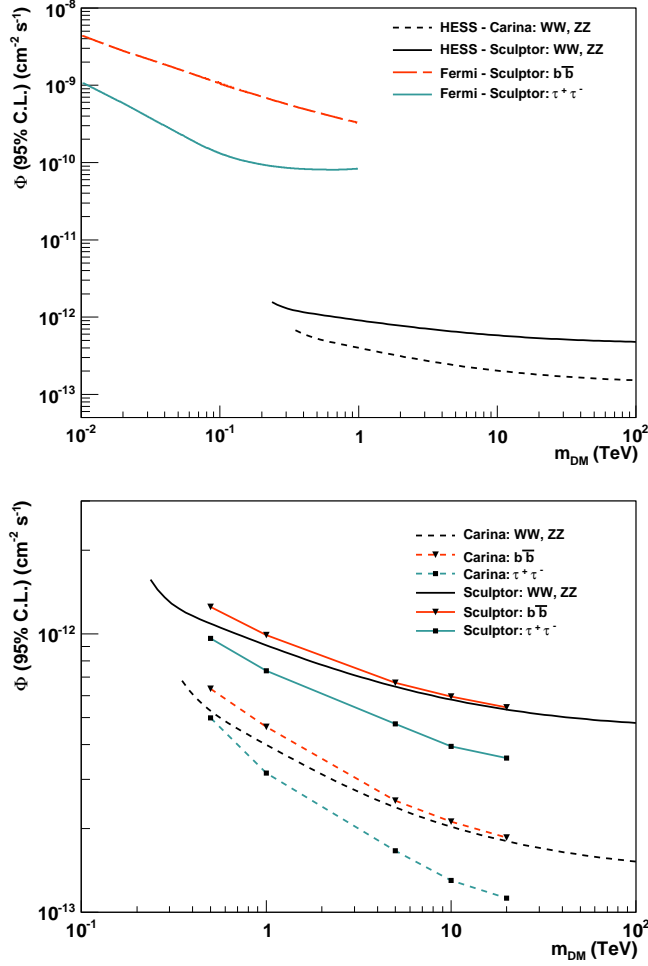 Φ (95% C.L.) (cm⁻² s⁻¹)
10⁻⁸
10⁻⁹
10⁻¹⁰
10⁻¹¹
10⁻¹²
10⁻¹³
HESS - Carina: WW, ZZ
HESS - Sculptor: WW, ZZ
Fermi - Sculptor: bb̅
Fermi - Sculptor: τ⁺ τ⁻
10⁻² 10⁻¹ 1 10 10²
m_DM (TeV)
Φ (95% C.L.) (cm⁻² s⁻¹)
10⁻¹²
10⁻¹³
Carina: WW, ZZ
Carina: bb̅
Carina: τ⁺ τ⁻
Sculptor: WW, ZZ
Sculptor: bb̅
Sculptor: τ⁺ τ⁻
10⁻¹ 1 10 10²
m_DM (TeV)